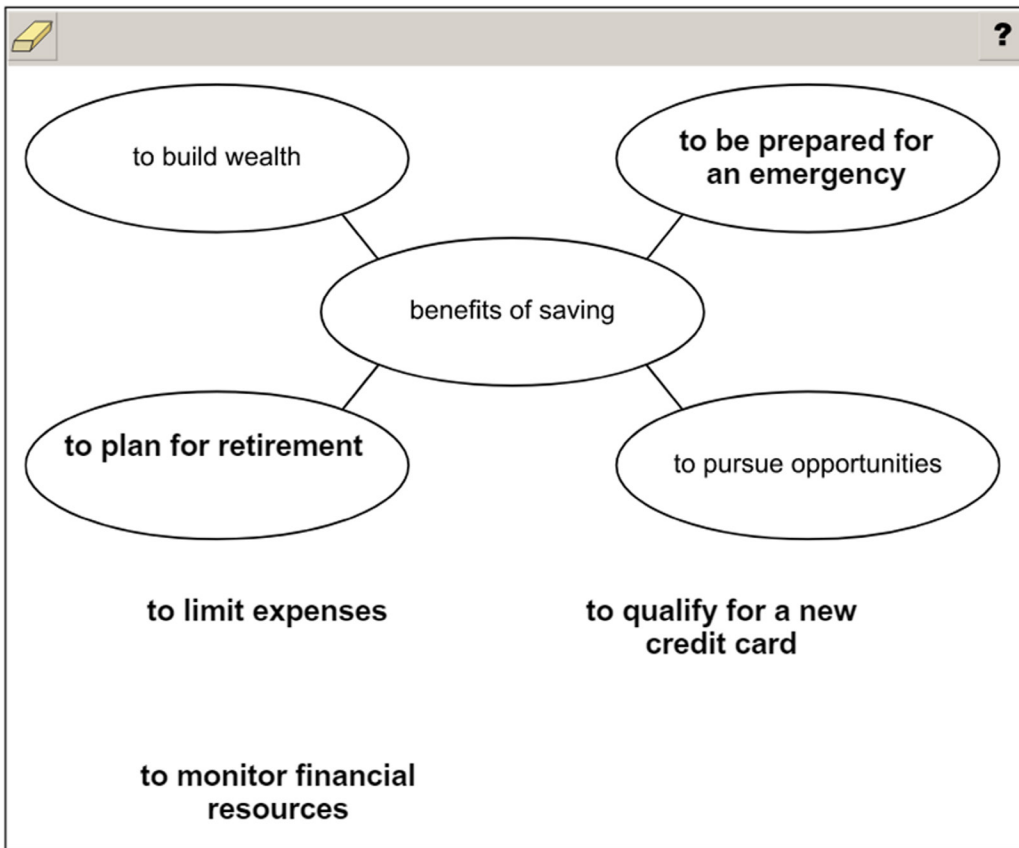 ?
to build wealth
to be prepared for
an emergency
benefits of saving
to plan for retirement
to pursue opportunities
to limit expenses
to qualify for a new
credit card
to monitor financial
resources